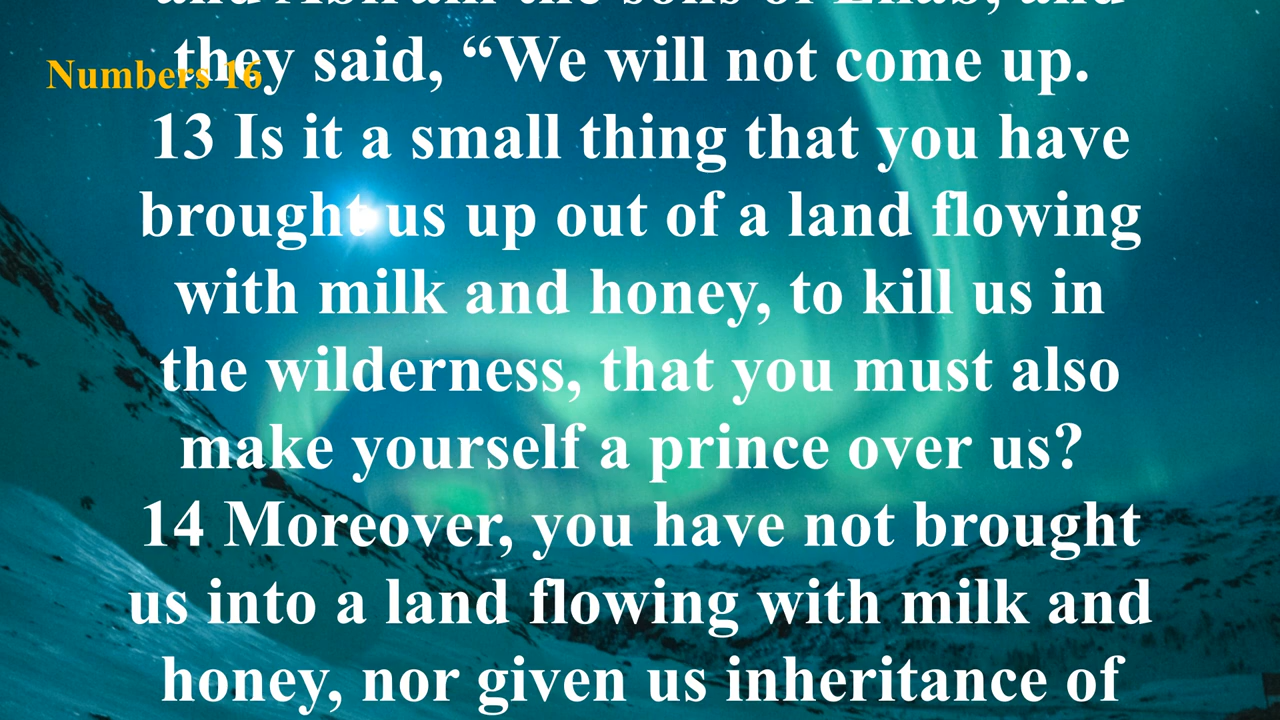 and Abiram the sons of Eliab; and
they said, “We will not come up.
Numbers 16
13 Is it a small thing that you have
brought us up out of a land flowing
with milk and honey, to kill us in
the wilderness, that you must also
make yourself a prince over us?
14 Moreover, you have not brought
us into a land flowing with milk and
honey, nor given us inheritance of